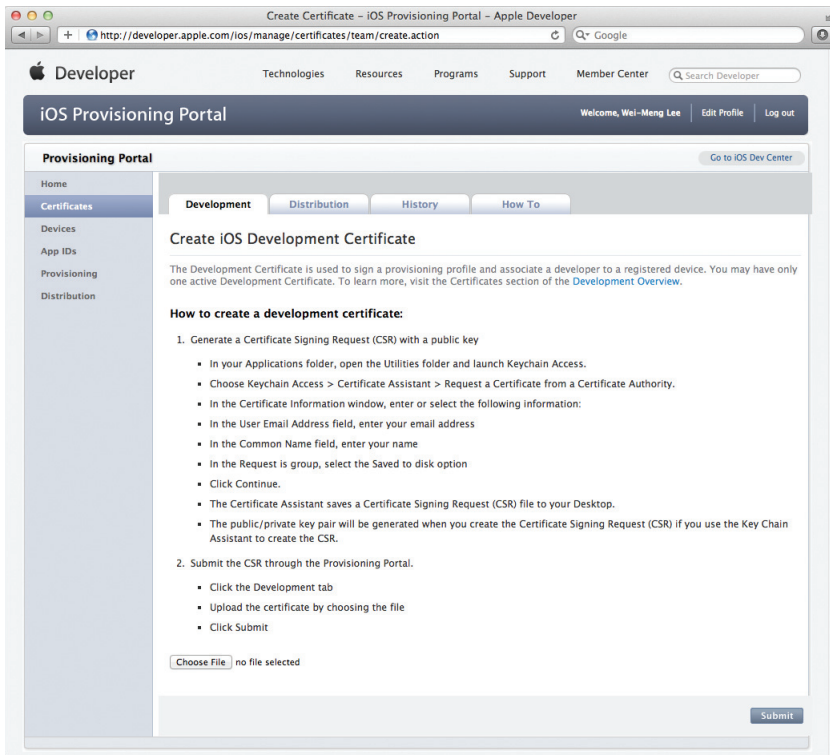 Create Certificate – iOS Provisioning Portal – Apple Developer
http://developer.apple.com/ios/manage/certificates/team/create.action
Google
Developer
Technologies Resources Programs Support Member Center Search Developer
iOS Provisioning Portal
Welcome, Wei-Meng Lee Edit Profile Log out
Provisioning Portal
Go to iOS Dev Center
Home
Certificates
Devices
App IDs
Provisioning
Distribution
Development Distribution History How To
Create iOS Development Certificate
The Development Certificate is used to sign a provisioning profile and associate a developer to a registered device. You may have only
one active Development Certificate. To learn more, visit the Certificates section of the Development Overview.
How to create a development certificate:
1. Generate a Certificate Signing Request (CSR) with a public key
▪ In your Applications folder, open the Utilities folder and launch Keychain Access.
▪ Choose Keychain Access > Certificate Assistant > Request a Certificate from a Certificate Authority.
▪ In the Certificate Information window, enter or select the following information:
▪ In the User Email Address field, enter your email address
▪ In the Common Name field, enter your name
▪ In the Request is group, select the Saved to disk option
▪ Click Continue.
▪ The Certificate Assistant saves a Certificate Signing Request (CSR) file to your Desktop.
▪ The public/private key pair will be generated when you create the Certificate Signing Request (CSR) if you use the Key Chain
Assistant to create the CSR.
2. Submit the CSR through the Provisioning Portal.
▪ Click the Development tab
▪ Upload the certificate by choosing the file
▪ Click Submit
Choose File no file selected
Submit